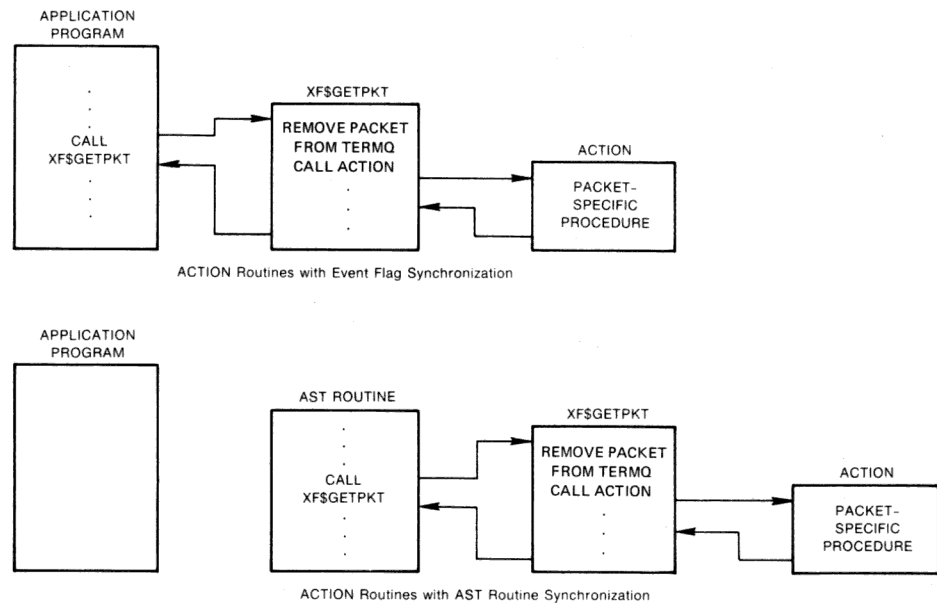 APPLICATION
PROGRAM
CALL
XF$GETPKT
XF$GETPKT
REMOVE PACKET
FROM TERMQ
CALL ACTION
ACTION
PACKET-
SPECIFIC
PROCEDURE
ACTION Routines with Event Flag Synchronization
APPLICATION
PROGRAM
AST ROUTINE
CALL
XF$GETPKT
XF$GETPKT
REMOVE PACKET
FROM TERMQ
CALL ACTION
ACTION
PACKET-
SPECIFIC
PROCEDURE
ACTION Routines with AST Routine Synchronization